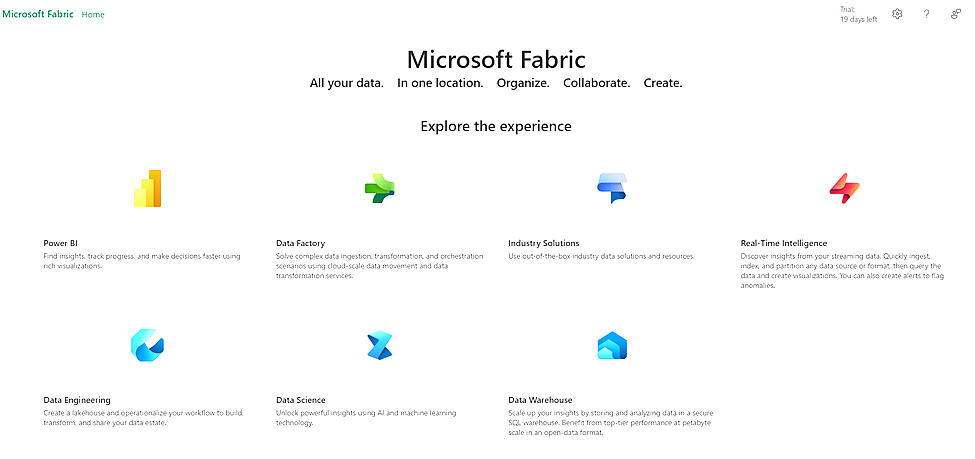 Microsoft Fabric Home
Trial:
19 days left
?
Microsoft Fabric
All your data. In one location. Organize. Collaborate. Create.
Explore the experience
Power BI
Find insights, track progress, and make decisions faster using
rich visualizations.
Data Factory
Solve complex data ingestion, transformation, and orchestration
scenarios using cloud-scale data movement and data
transformation services.
Industry Solutions
Use out-of-the-box industry data solutions and resources.
Real-Time Intelligence
Discover insights from your streaming data. Quickly ingest,
index, and partition any data source or format, then query the
data and create visualizations. You can also create alerts to flag
anomalies.
Data Engineering
Create a lakehouse and operationalize your workflow to build,
transform, and share your data estate.
Data Science
Unlock powerful insights using AI and machine learning
technology.
Data Warehouse
Scale up your insights by storing and analyzing data in a secure
SQL warehouse. Benefit from top-tier performance at petabyte
scale in an open-data format.